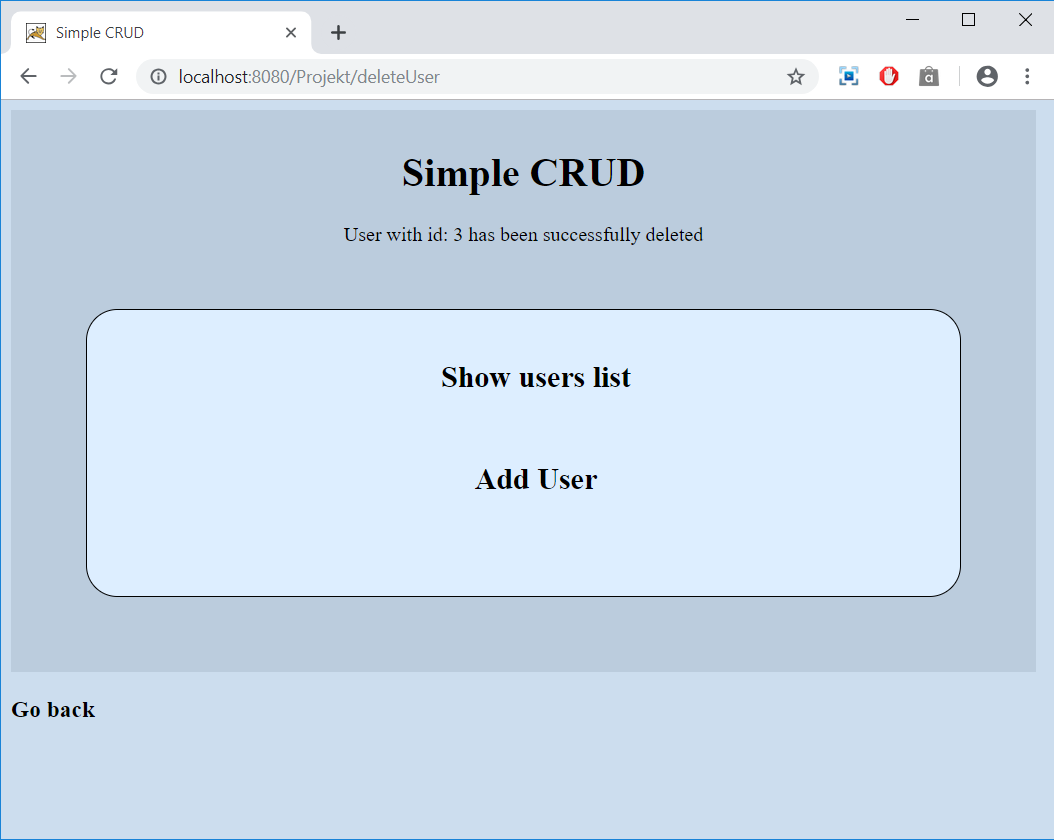 Simple CRUD
localhost:8080/Projekt/deleteUser
a
Simple CRUD
User with id: 3 has been successfully deleted
Show users list
Add User
Go back